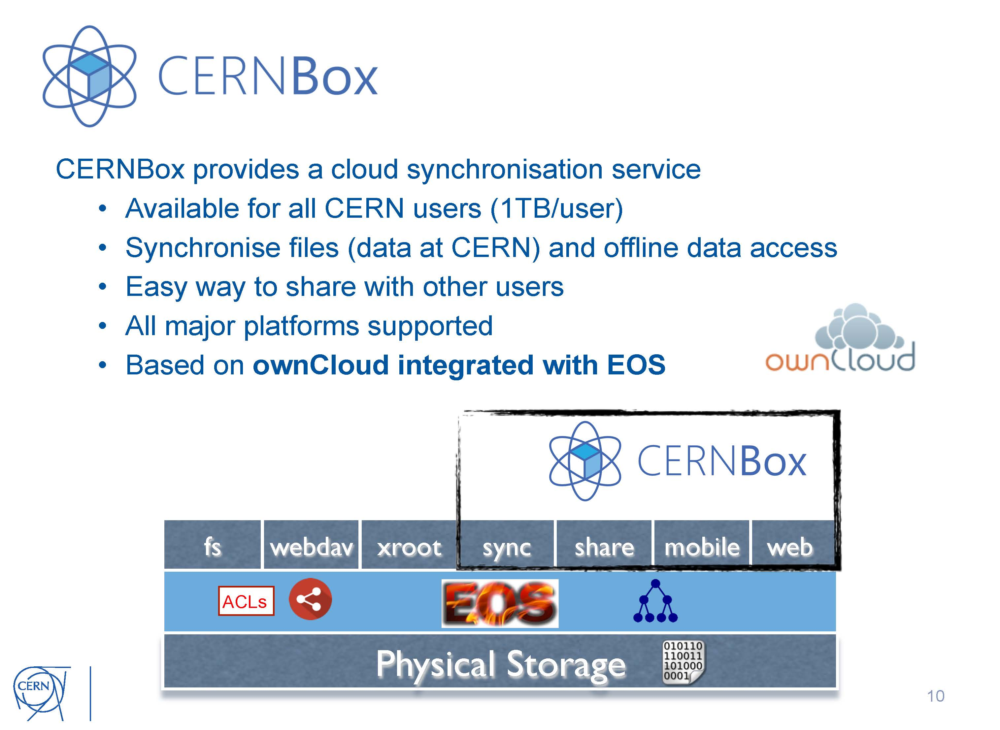 CERNBox
CERNBox provides a cloud synchronisation service
• Available for all CERN users (1TB/user)
• Synchronise files (data at CERN) and offline data access
• Easy way to share with other users
• All major platforms supported
• Based on ownCloud integrated with EOS
ownCloud
CERNBox
fs webdav xroot sync share mobile web
ACLs EOS
Physical Storage
010110
110011
101000
0001
CERN
10